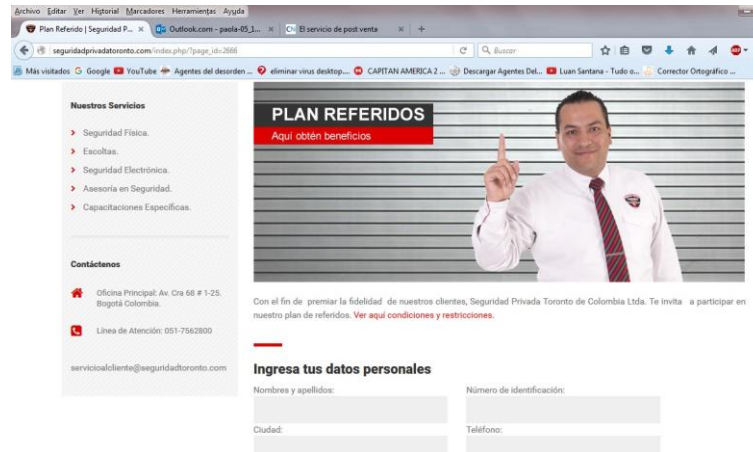 Archivo Editar Ver Historial Marcadores Herramientas Ayuda
Plan Referido | Seguridad P... × Outlook.com - paola-05_1... × CN El servicio de post venta × +
seguridadprivadatoronto.com/index.php/?page_id=2666 Buscar ABP
Más visitados G Google YouTube Agentes del desorden ... eliminar virus desktop.... CAPITAN AMERICA 2 ... Descargar Agentes Del... Luan Santana - Tudo o... Corrector Ortográfico ...
Nuestros Servicios
Seguridad Física.
Escoltas.
Seguridad Electrónica.
Asesoría en Seguridad.
Capacitaciones Específicas.
Contáctenos
Oficina Principal: Av. Cra 68 # 1-25.
Bogotá Colombia.
Línea de Atención: 051-7562800
servicioalcliente@seguridadtoronto.com
PLAN REFERIDOS
Aquí obtén beneficios
Con el fin de premiar la fidelidad de nuestros clientes, Seguridad Privada Toronto de Colombia Ltda. Te invita a participar en
nuestro plan de referidos. Ver aquí condiciones y restricciones.
Ingresa tus datos personales
Nombres y apellidos: Número de identificación:
Ciudad: Teléfono: